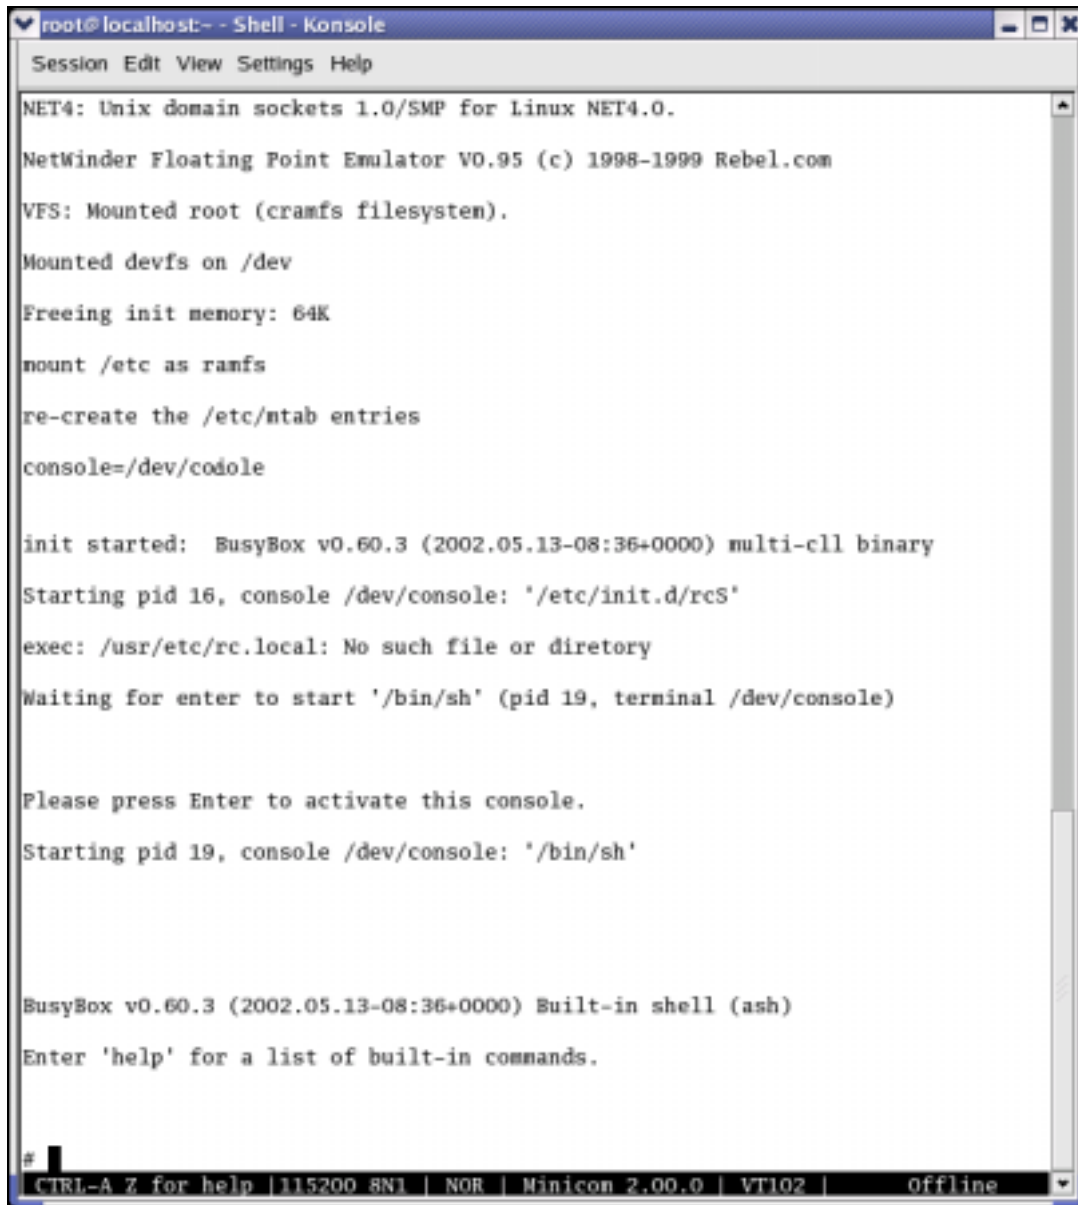 root@localhost:~ - Shell - Konsole
Session Edit View Settings Help
NET4: Unix domain sockets 1.0/SMP for Linux NET4.0.
NetWinder Floating Point Emulator V0.95 (c) 1998-1999 Rebel.com
VFS: Mounted root (cramfs filesystem).
Mounted devfs on /dev
Freeing init memory: 64K
mount /etc as ramfs
re-create the /etc/mtab entries
console=/dev/coiole
init started:  BusyBox v0.60.3 (2002.05.13-08:36+0000) multi-cll binary
Starting pid 16, console /dev/console: '/etc/init.d/rcS'
exec: /usr/etc/rc.local: No such file or diretory
Waiting for enter to start '/bin/sh' (pid 19, terminal /dev/console)
Please press Enter to activate this console.
Starting pid 19, console /dev/console: '/bin/sh'
BusyBox v0.60.3 (2002.05.13-08:36+0000) Built-in shell (ash)
Enter 'help' for a list of built-in commands.
#
CTRL-A Z for help |115200 8N1 | NOR | Minicom 2.00.0 | VT102 | Offline